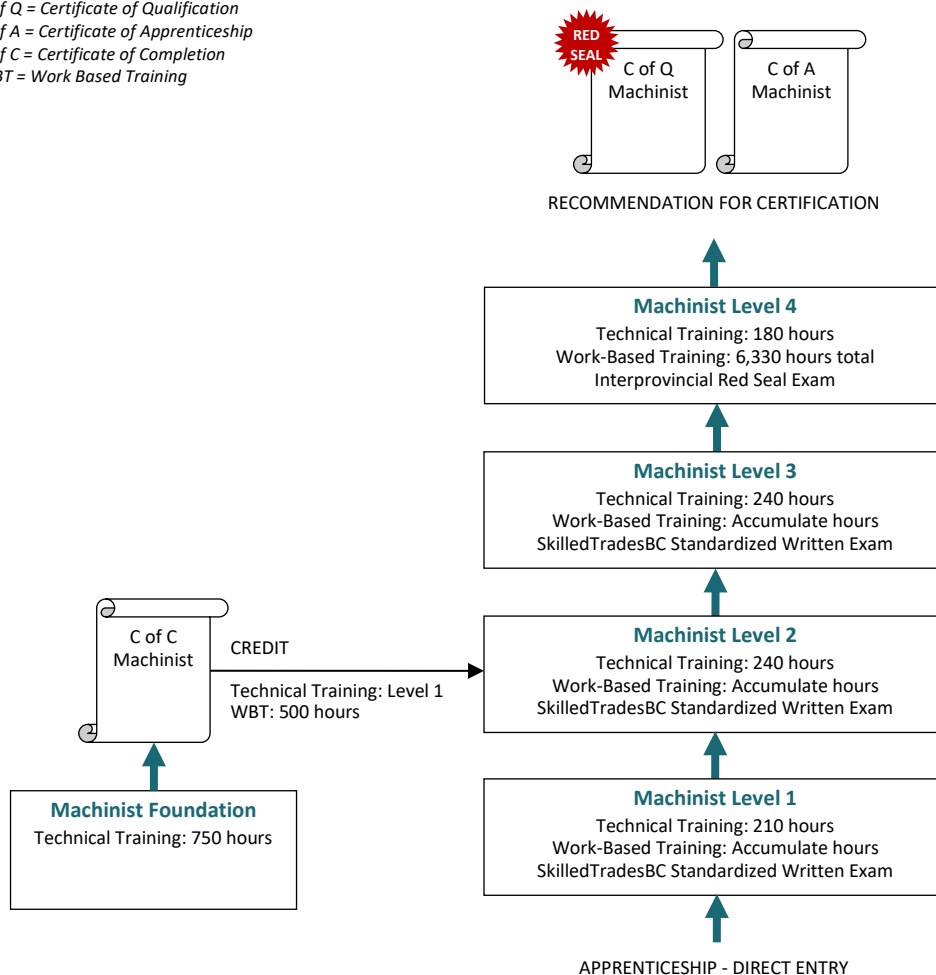 of Q = Certificate of Qualification
of A = Certificate of Apprenticeship
of C = Certificate of Completion
BT = Work Based Training
RED
SEAL
C of Q
Machinist
C of A
Machinist
RECOMMENDATION FOR CERTIFICATION
Machinist Level 4
Technical Training: 180 hours
Work-Based Training: 6,330 hours total
Interprovincial Red Seal Exam
Machinist Level 3
Technical Training: 240 hours
Work-Based Training: Accumulate hours
SkilledTradesBC Standardized Written Exam
C of C
Machinist
CREDIT
Technical Training: Level 1
WBT: 500 hours
Machinist Level 2
Technical Training: 240 hours
Work-Based Training: Accumulate hours
SkilledTradesBC Standardized Written Exam
Machinist Foundation
Technical Training: 750 hours
Machinist Level 1
Technical Training: 210 hours
Work-Based Training: Accumulate hours
SkilledTradesBC Standardized Written Exam
APPRENTICESHIP - DIRECT ENTRY